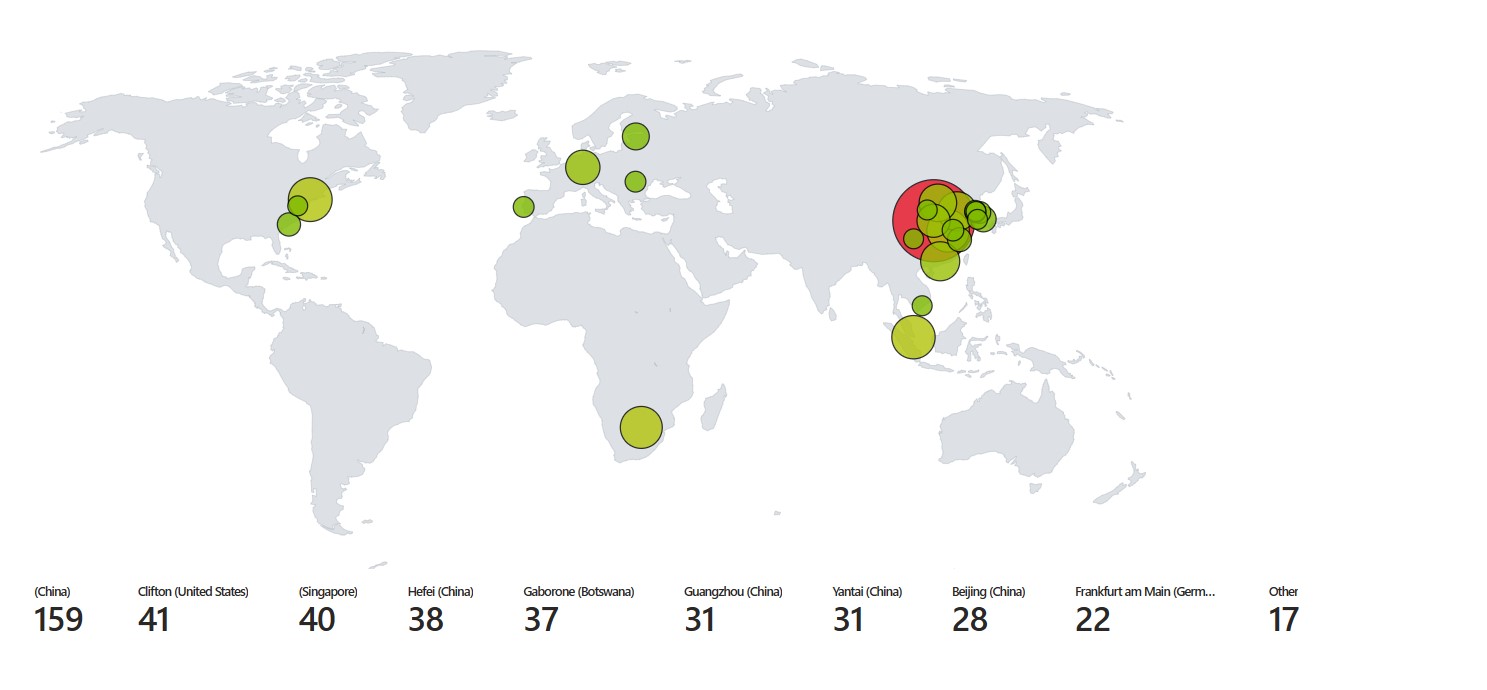 (China) Clifton (United States) (Singapore) Hefei (China) Gaborone (Botswana) Guangzhou (China) Yantai (China) Beijing (China) Frankfurt am Main (Germ... Other
159 41 40 38 37 31 31 28 22 17